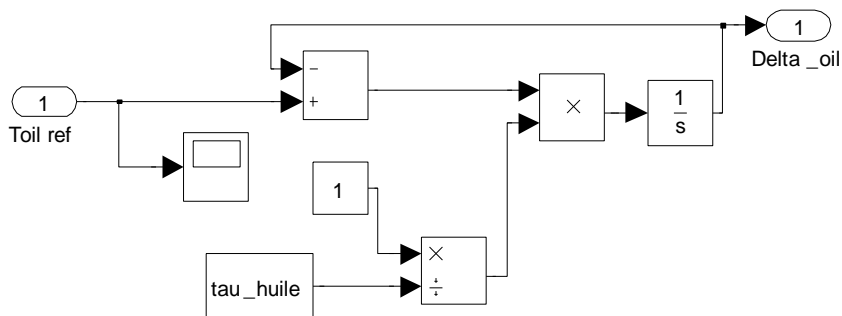 1
Delta _oil
−
+
1
Toil ref
×
1
s
1
×
÷
tau _huile